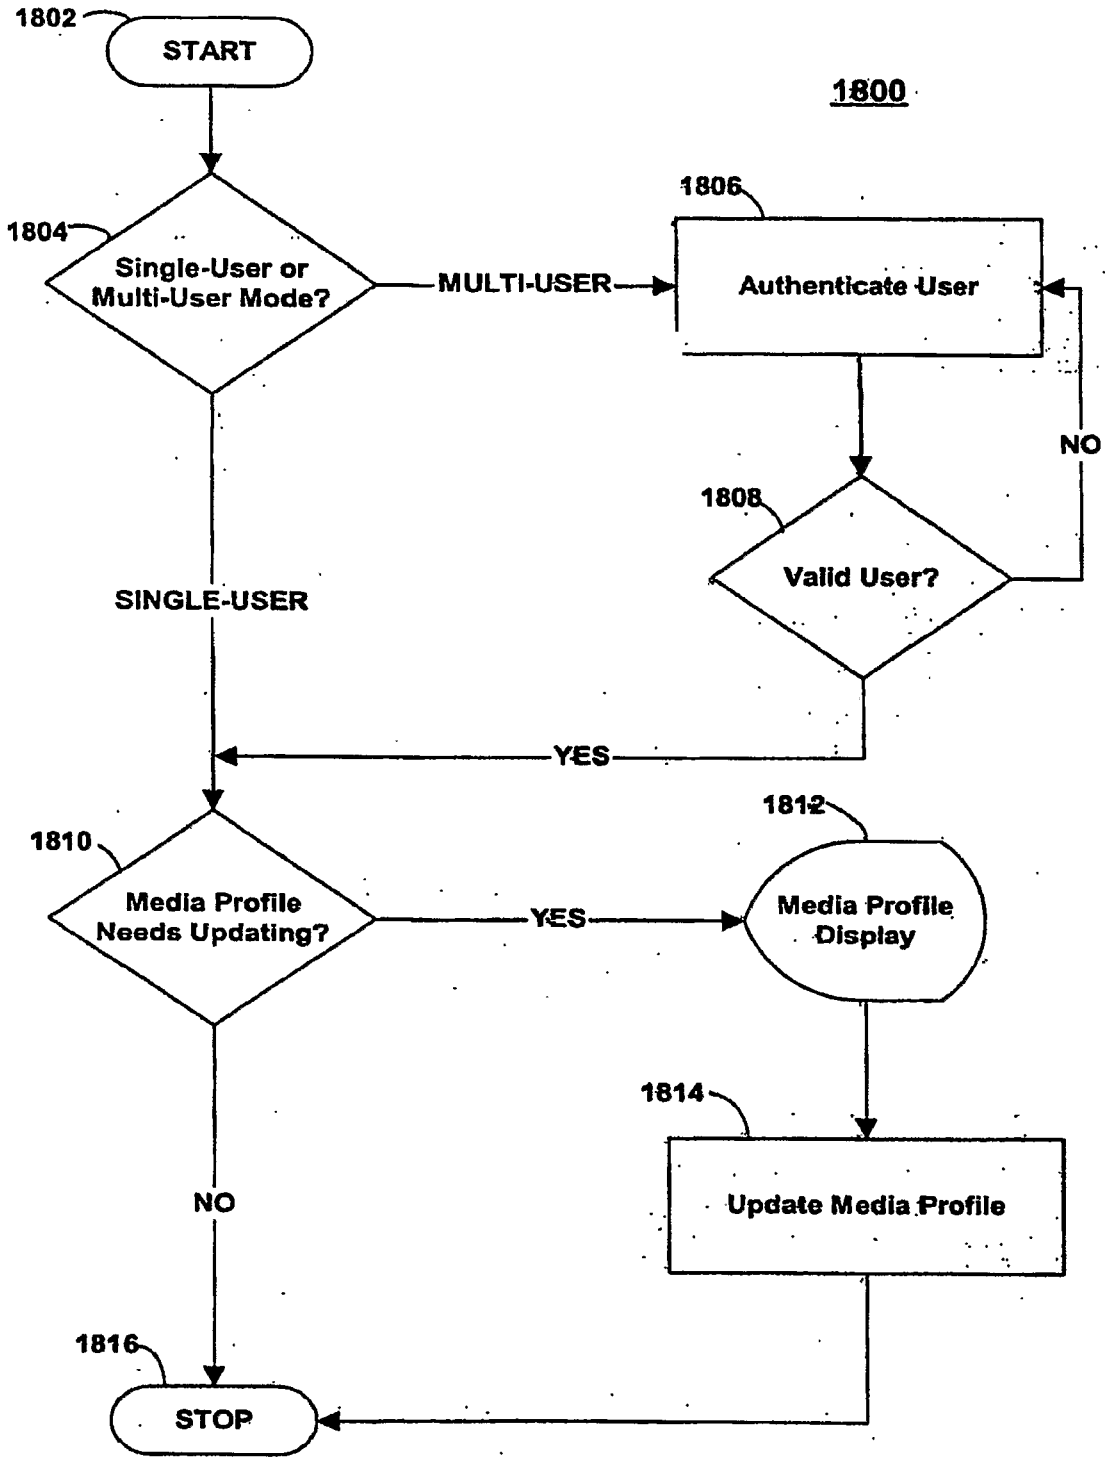 1802
START
1800
1804
Single-User or
Multi-User Mode?
MULTI-USER
1806
Authenticate User
NO
1808
Valid User?
SINGLE-USER
YES
1810
Media Profile
Needs Updating?
YES
1812
Media Profile
Display
1814
Update Media Profile
NO
1816
STOP